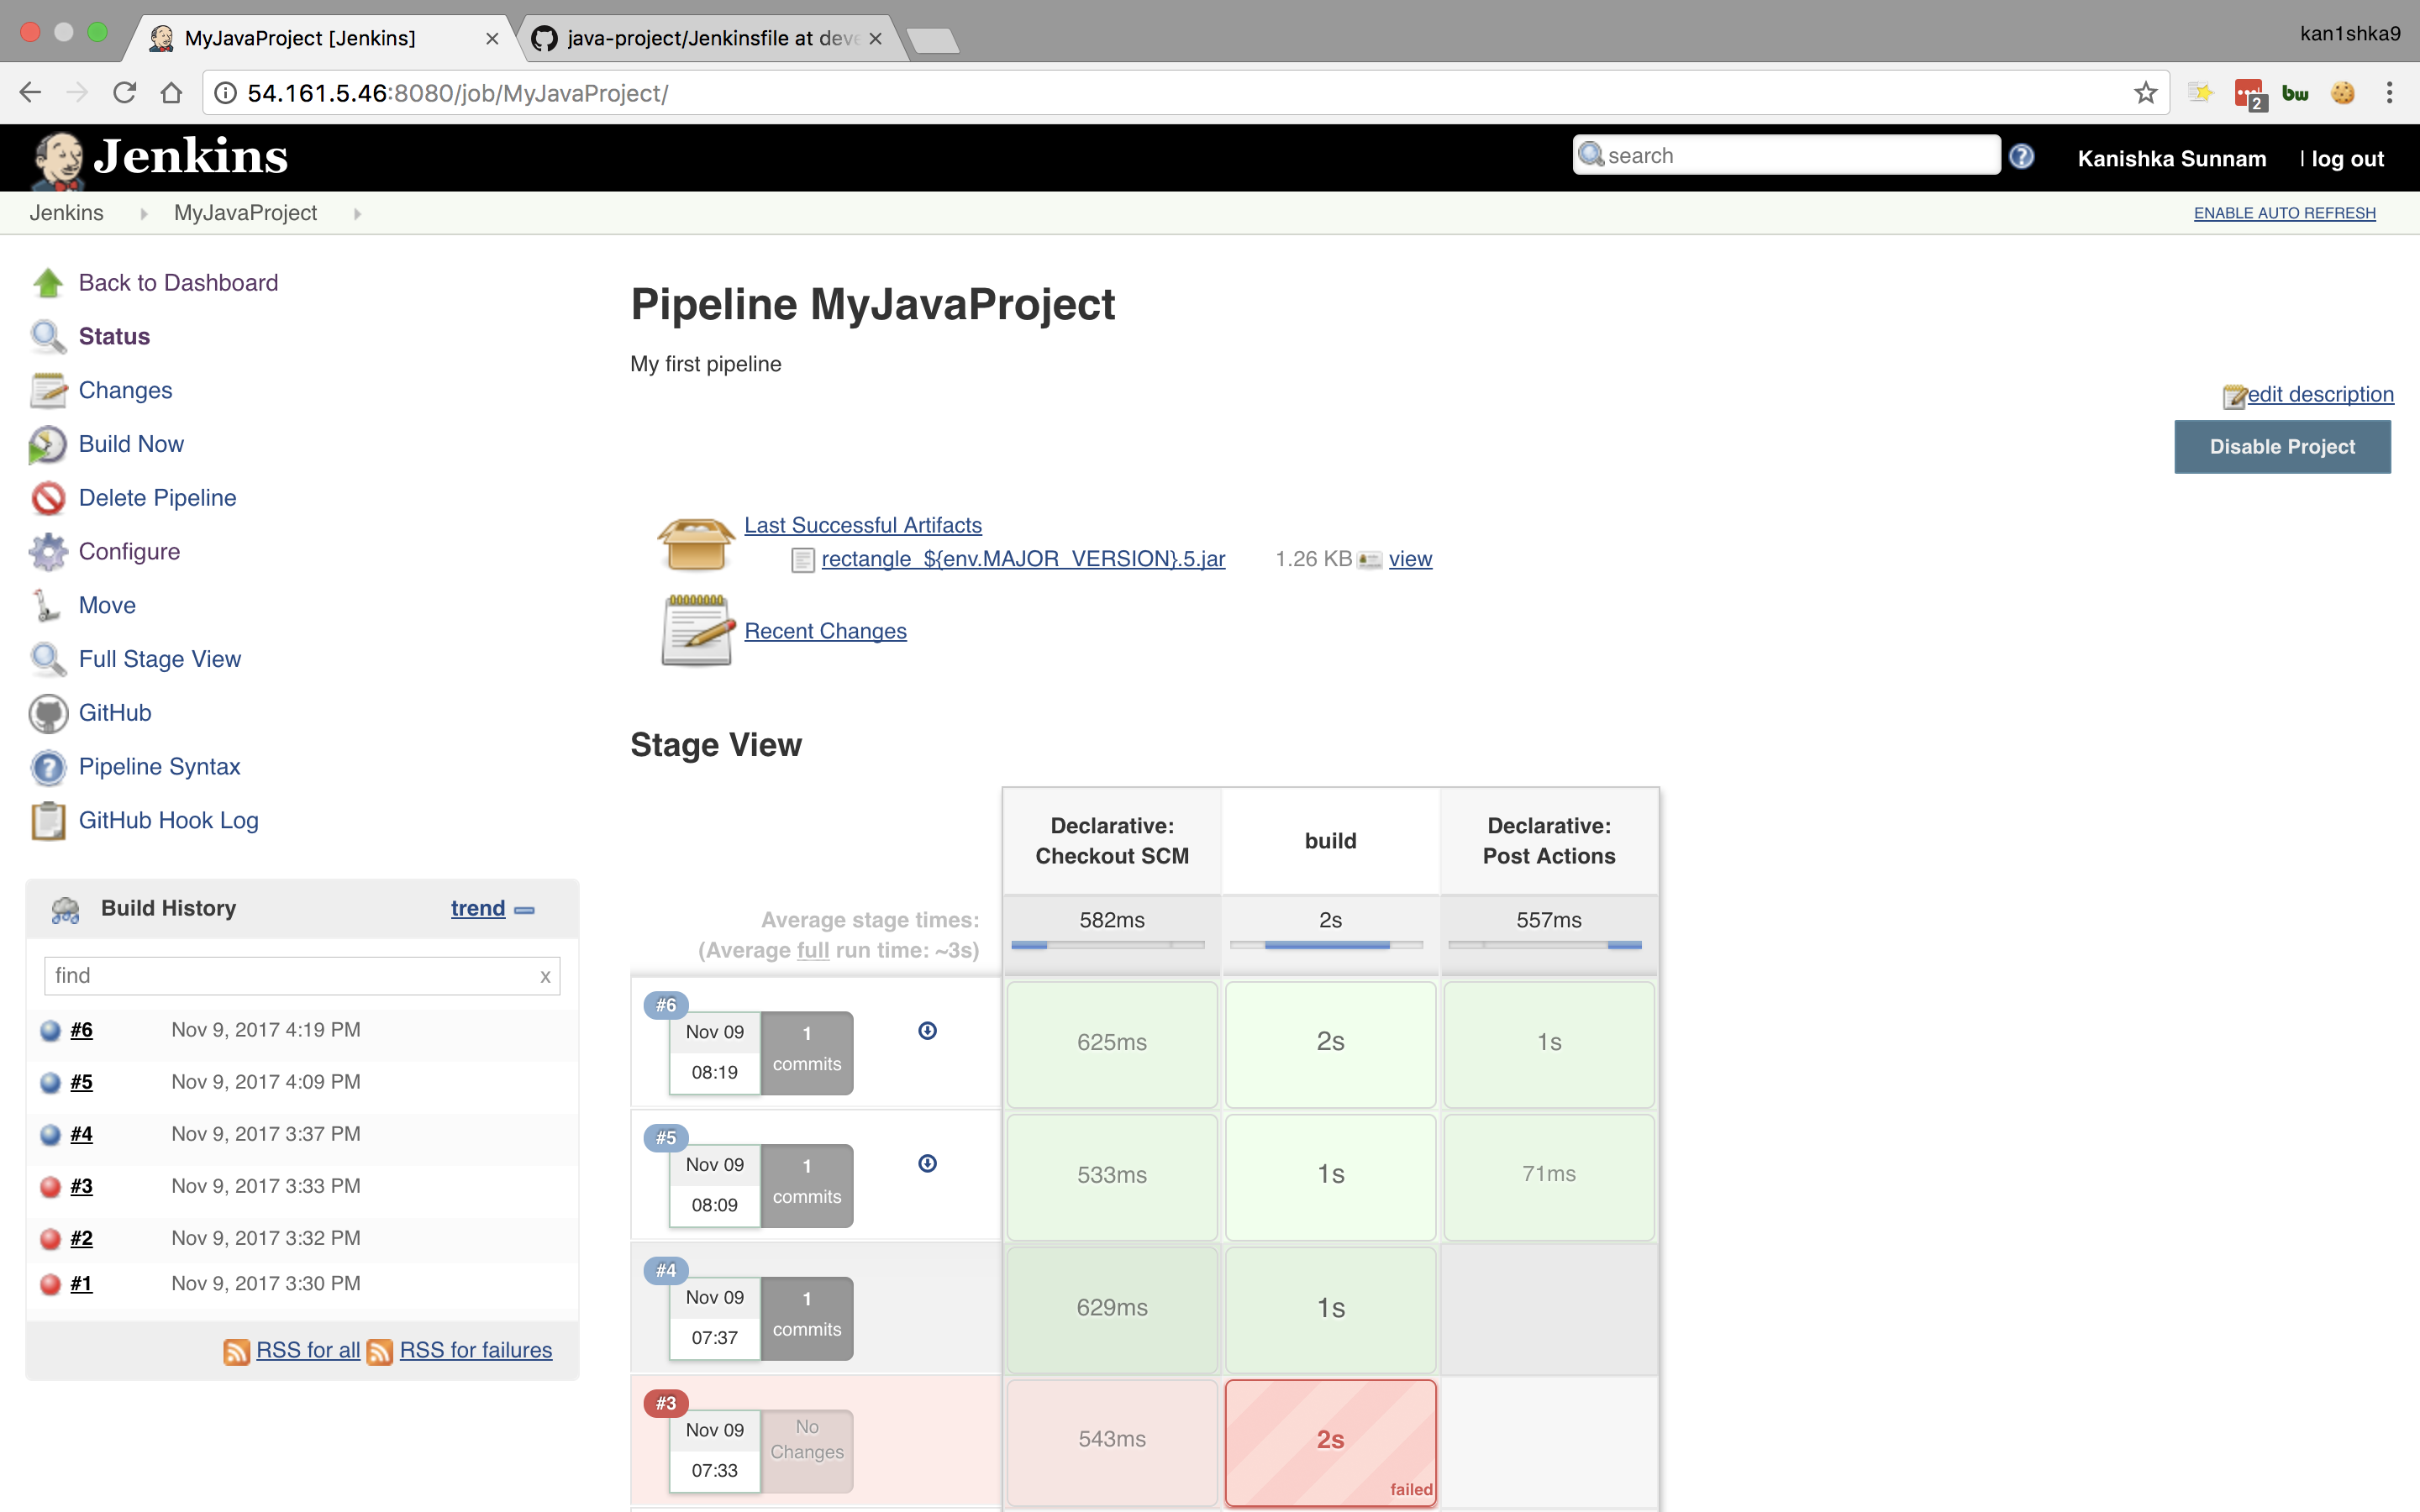 MyJavaProject [Jenkins]
java-project/Jenkinsfile at deve
kan1shka9
54.161.5.46:8080/job/MyJavaProject/
2
bw
Jenkins
search
Kanishka Sunnam
| log out
Jenkins
MyJavaProject
ENABLE AUTO REFRESH
Back to Dashboard
Status
Changes
Build Now
Delete Pipeline
Configure
Move
Full Stage View
GitHub
Pipeline Syntax
GitHub Hook Log
Build History
trend
find
x
#6 Nov 9, 2017 4:19 PM
#5 Nov 9, 2017 4:09 PM
#4 Nov 9, 2017 3:37 PM
#3 Nov 9, 2017 3:33 PM
#2 Nov 9, 2017 3:32 PM
#1 Nov 9, 2017 3:30 PM
RSS for all RSS for failures
Pipeline MyJavaProject
My first pipeline
edit description
Disable Project
Last Successful Artifacts
rectangle_${env.MAJOR_VERSION}.5.jar 1.26 KB view
Recent Changes
Stage View
Declarative:
Checkout SCM
build
Declarative:
Post Actions
Average stage times:
(Average full run time: ~3s)
582ms
2s
557ms
#6
Nov 09
08:19
1
commits
625ms
2s
1s
#5
Nov 09
08:09
1
commits
533ms
1s
71ms
#4
Nov 09
07:37
1
commits
629ms
1s
#3
Nov 09
07:33
No
Changes
543ms
2s
failed